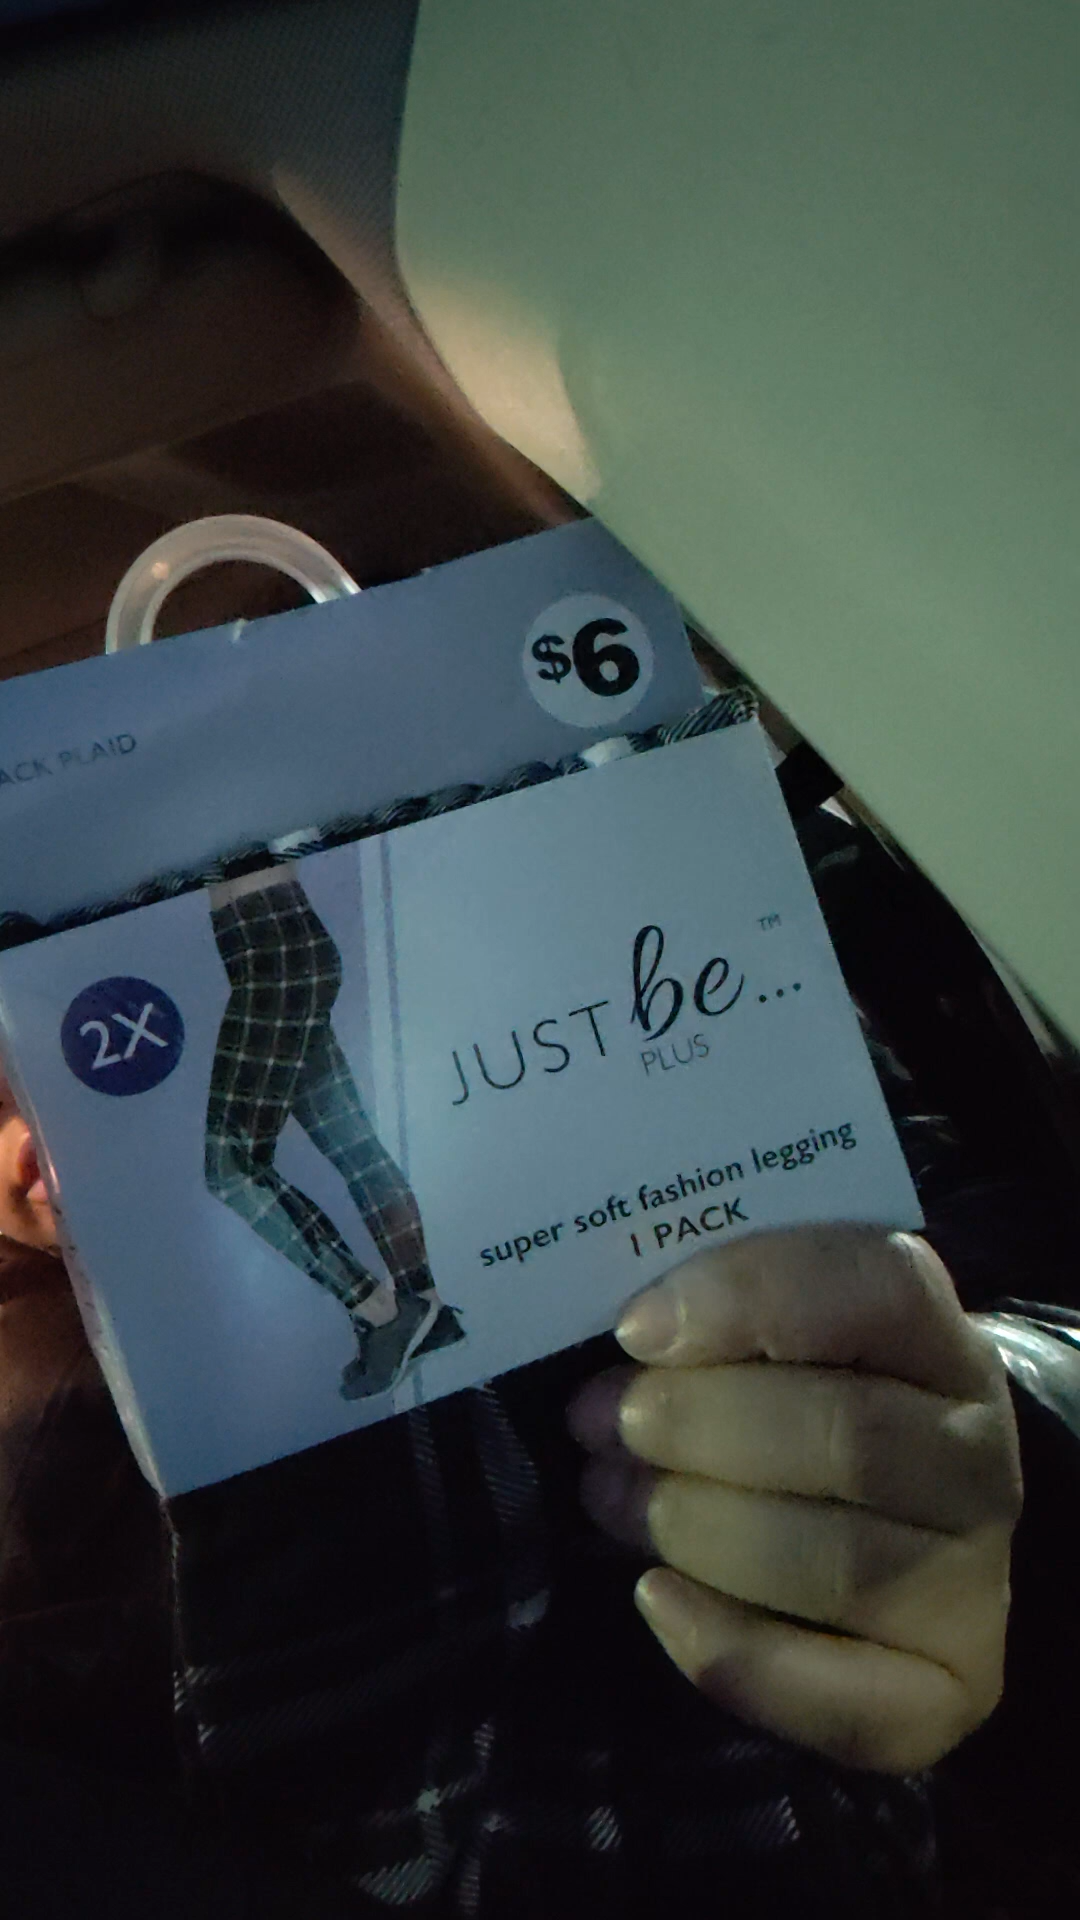 $6
ACK PLAID
2X
JUST be... ™
PLUS
super soft fashion legging
1 PACK